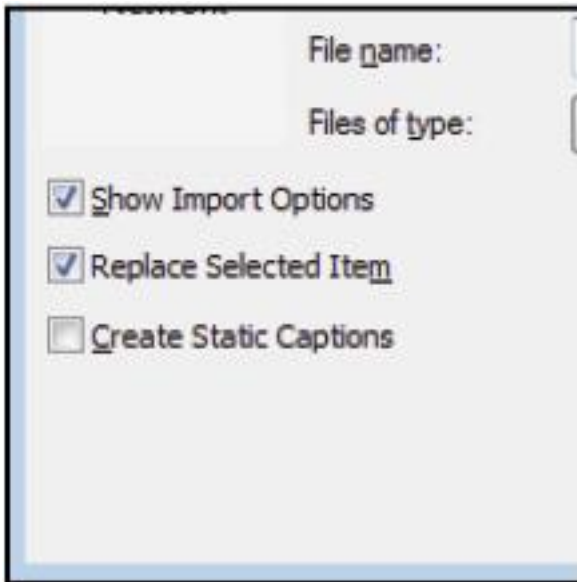 File name:
Files of type:
Show Import Options
Replace Selected Item
Create Static Captions